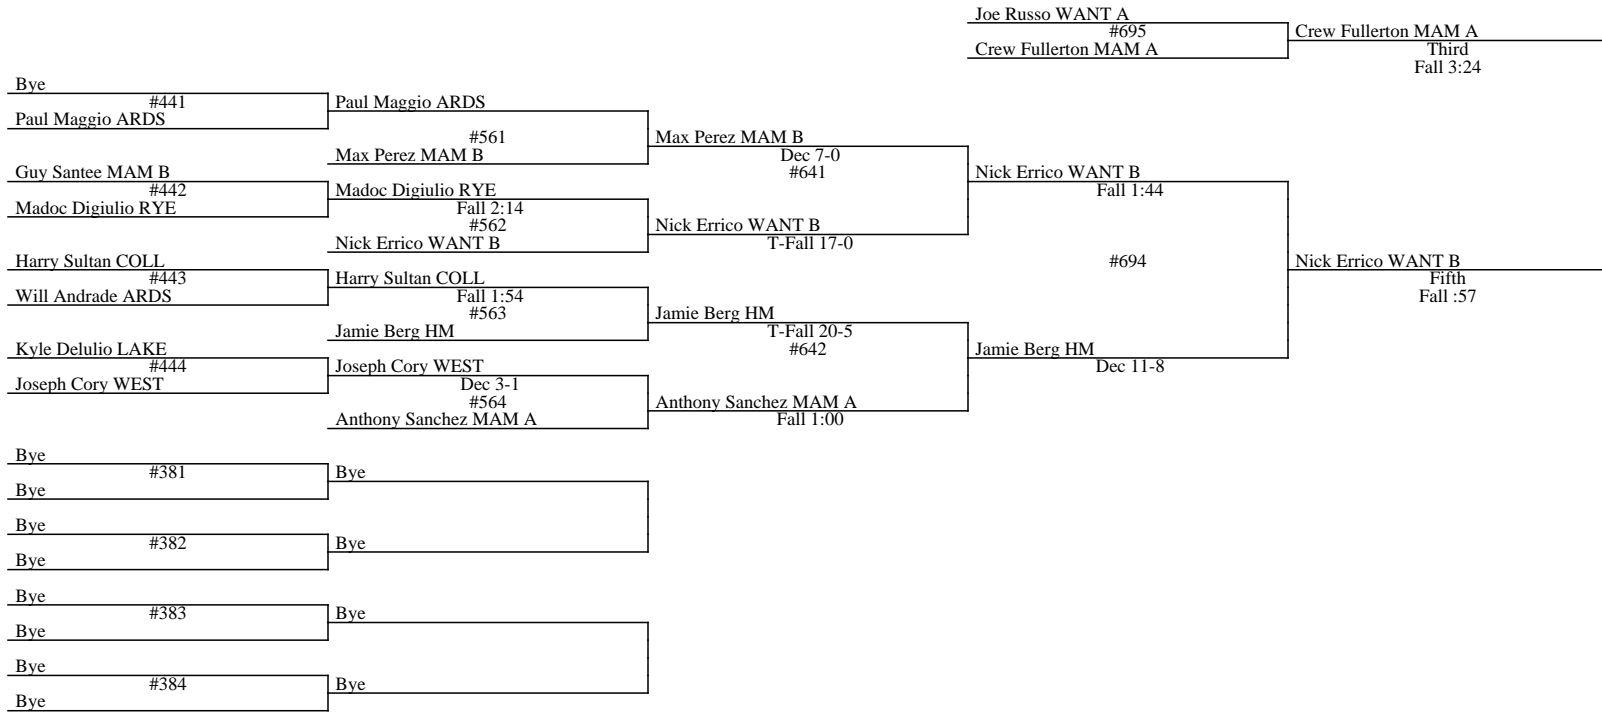 Joe Russo WANT A
#695
Crew Fullerton MAM A
Crew Fullerton MAM A
Third
Fall 3:24
Bye
#441
Paul Maggio ARDS
Paul Maggio ARDS
#561
Max Perez MAM B
Max Perez MAM B
Dec 7-0
#641
Guy Santee MAM B
#442
Madoc Digiulio RYE
Madoc Digiulio RYE
Fall 2:14
#562
Nick Errico WANT B
Nick Errico WANT B
T-Fall 17-0
Nick Errico WANT B
Fall 1:44
#694
Nick Errico WANT B
Fifth
Fall :57
Harry Sultan COLL
#443
Will Andrade ARDS
Harry Sultan COLL
Fall 1:54
#563
Jamie Berg HM
Jamie Berg HM
T-Fall 20-5
#642
Jamie Berg HM
Dec 11-8
Kyle Delulio LAKE
#444
Joseph Cory WEST
Joseph Cory WEST
Dec 3-1
#564
Anthony Sanchez MAM A
Anthony Sanchez MAM A
Fall 1:00
Bye
#381
Bye
Bye
Bye
#382
Bye
Bye
Bye
#383
Bye
Bye
Bye
#384
Bye
Bye